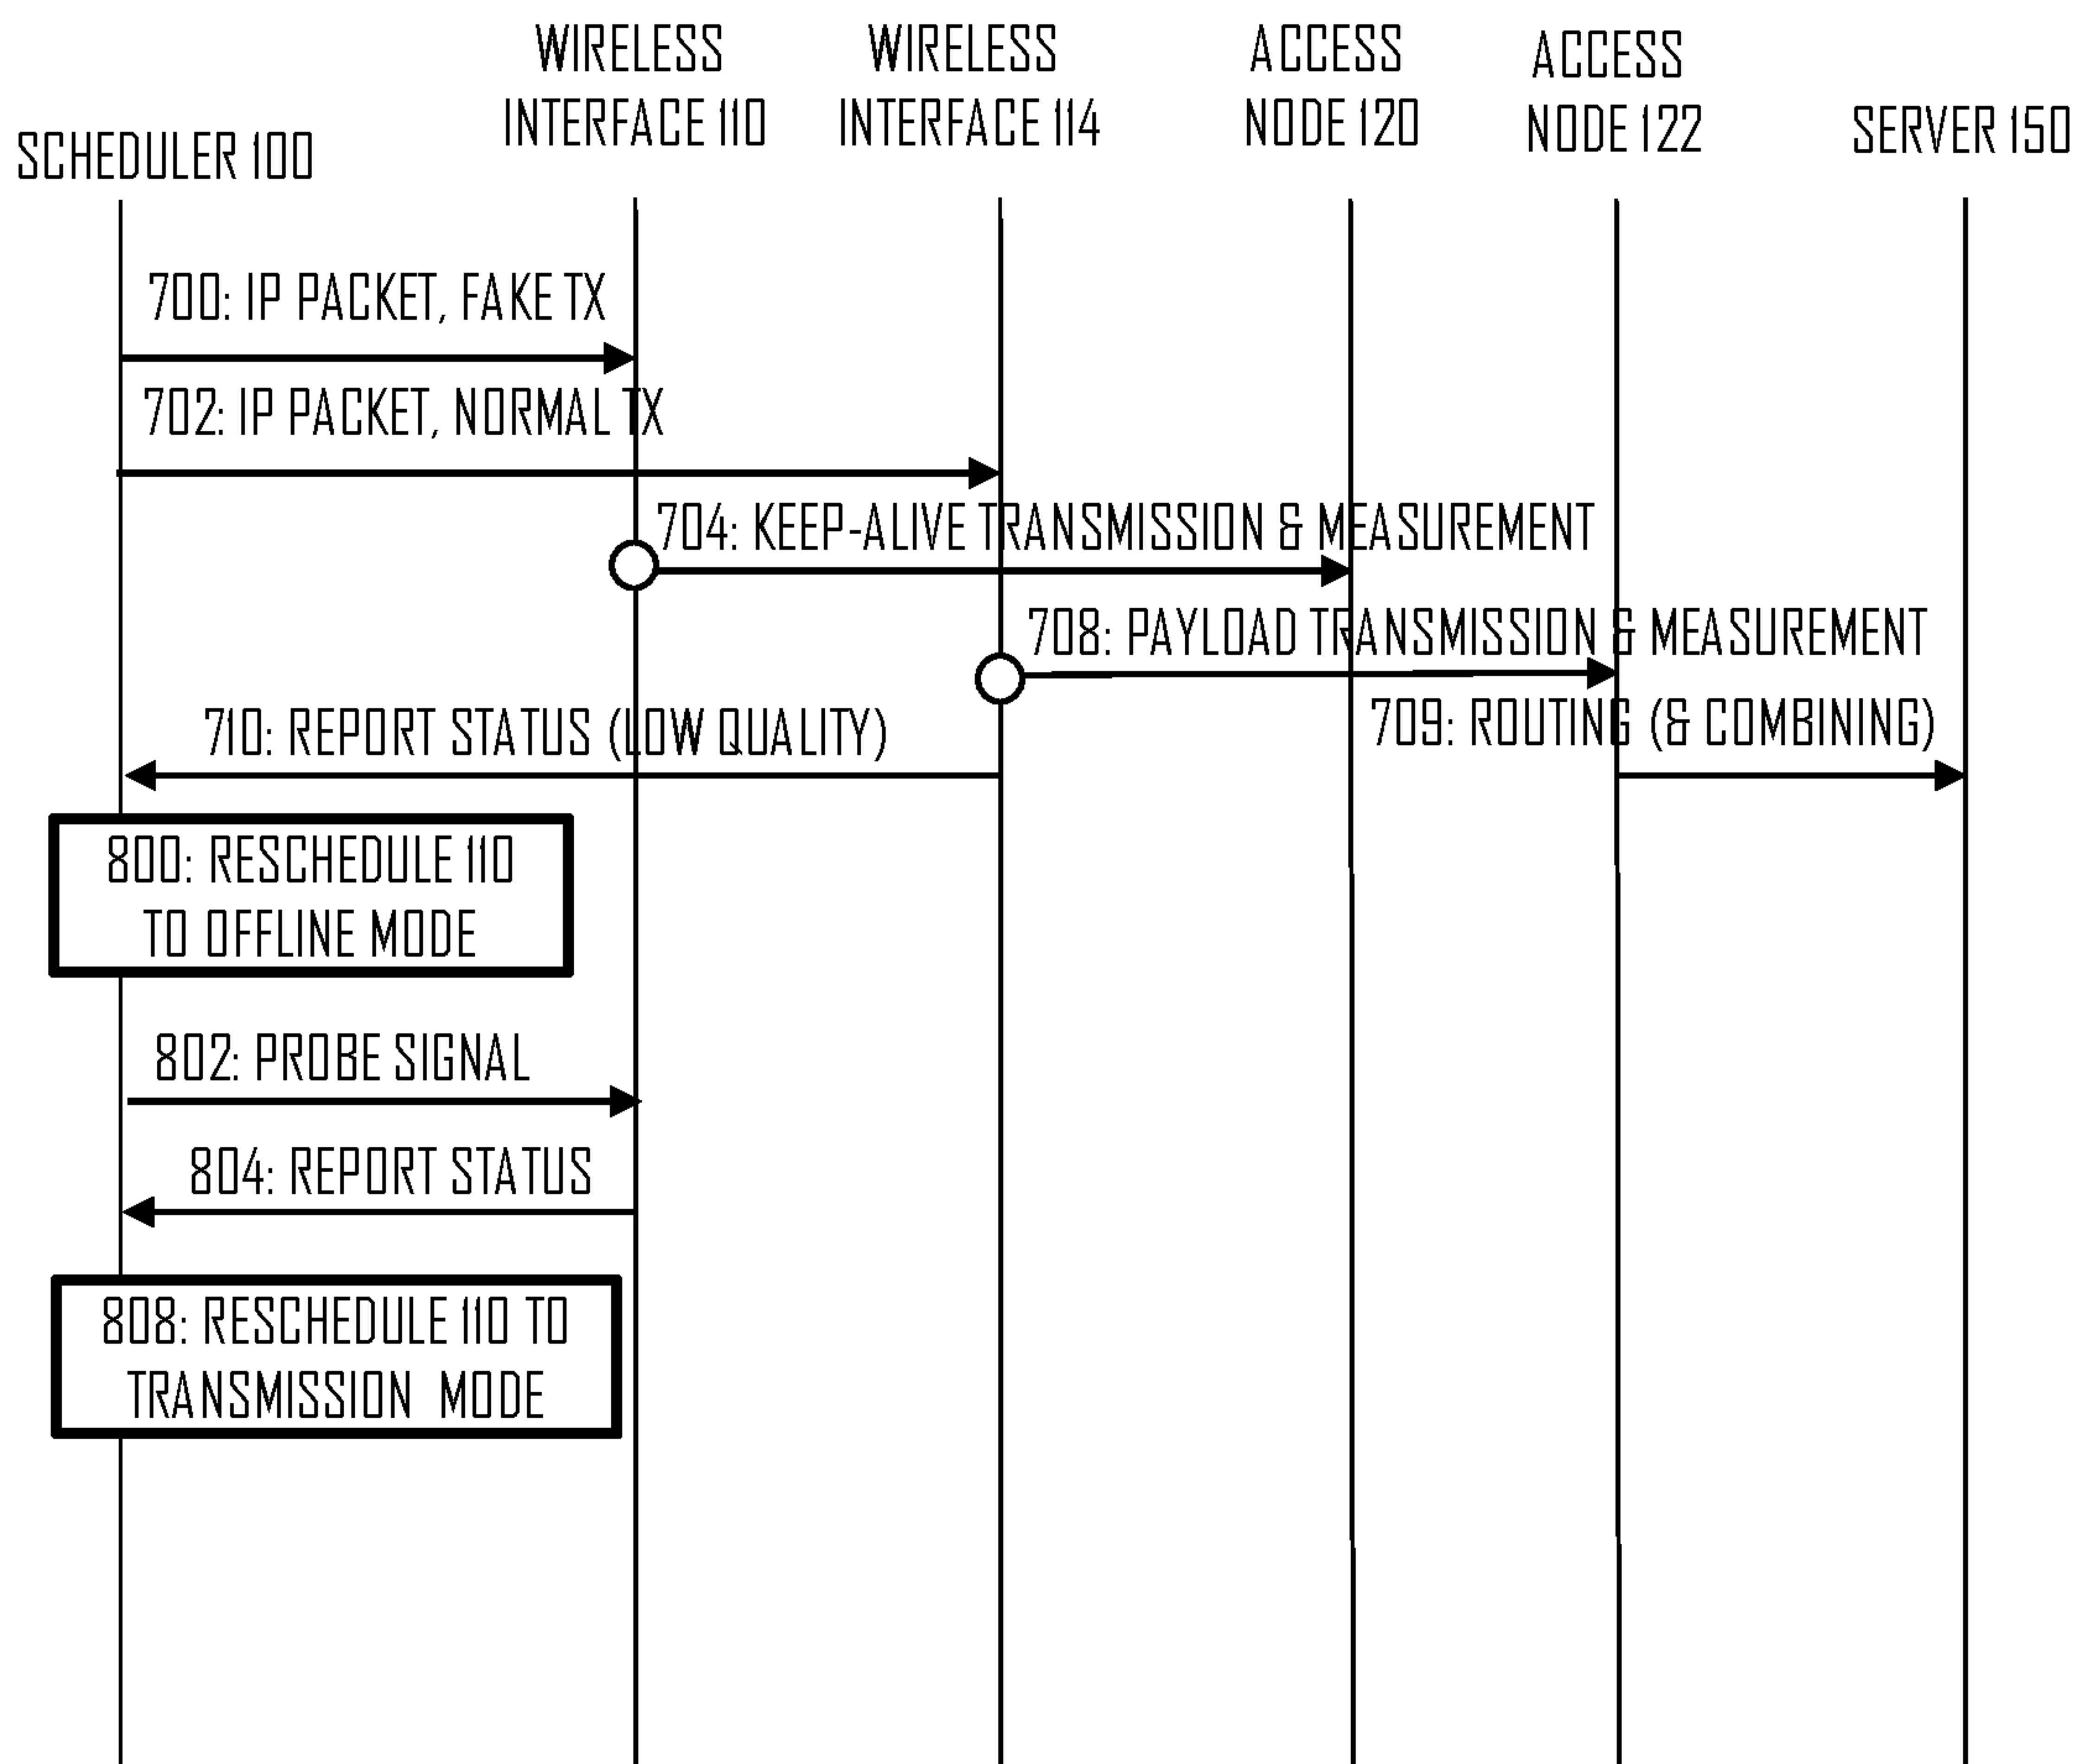 SCHEDULER 100
WIRELESS
INTERFACE 110
WIRELESS
INTERFACE 114
ACCESS
NODE 120
ACCESS
NODE 122
SERVER 150
700: IP PACKET, FAKE TX
702: IP PACKET, NORMAL TX
704: KEEP-ALIVE TRANSMISSION & MEASUREMENT
708: PAYLOAD TRANSMISSION & MEASUREMENT
710: REPORT STATUS (LOW QUALITY)
709: ROUTING (& COMBINING)
800: RESCHEDULE 110
TO OFFLINE MODE
802: PROBE SIGNAL
804: REPORT STATUS
808: RESCHEDULE 110 TO
TRANSMISSION MODE